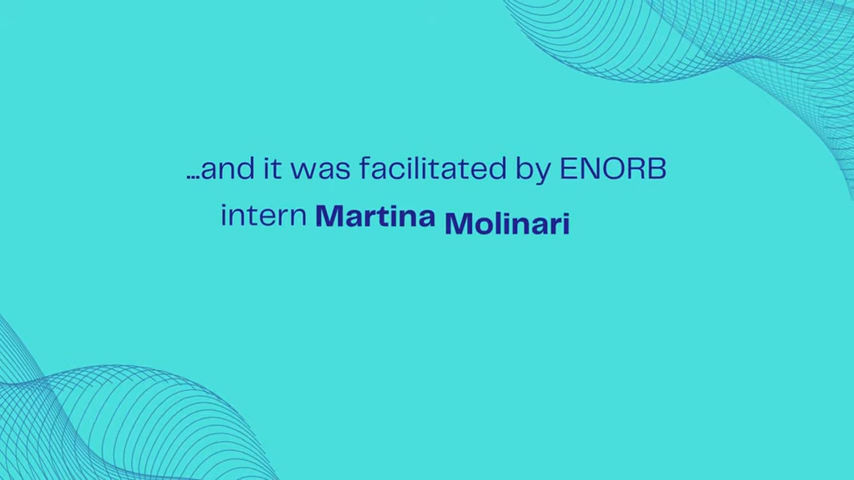 ...and it was facilitated by ENORB
intern Martina Molinari